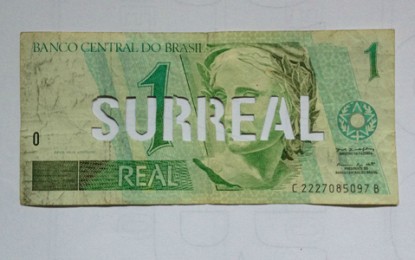 BANCO CENTRAL DO BRASIL
1
1
SURREAL
0
REAL
C 2227085097 B